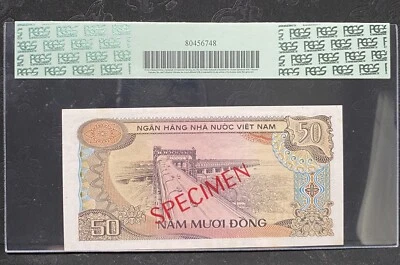 PCGS
80456748
NGÂN HÀNG NHÀ NƯỚC VIỆT NAM
50
SPECIMEN
50
NĂM MƯƠI ĐỒNG